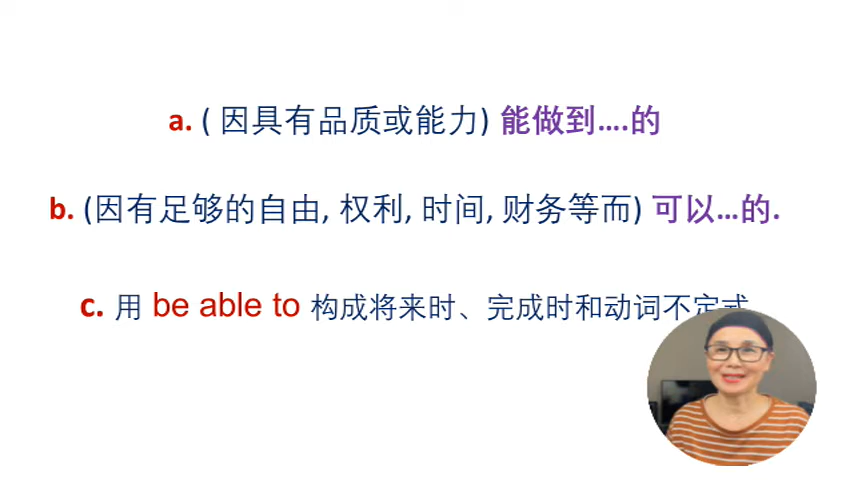 a. ( 因具有品质或能力) 能做到….的
b. (因有足够的自由, 权利, 时间, 财务等而) 可以…的.
c. 用 be able to 构成将来时、完成时和动词不定式